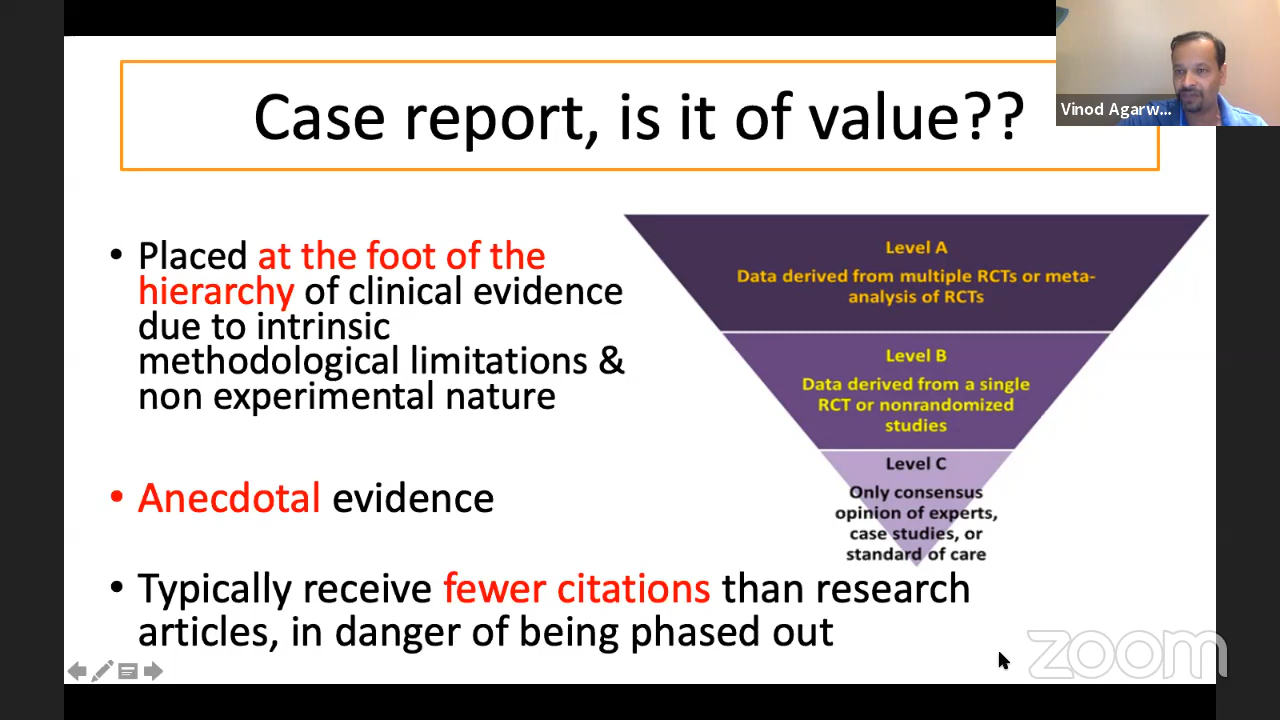 Case report, is it of value??
Vinod Agarw...
• Placed at the foot of the
hierarchy of clinical evidence
due to intrinsic
methodological limitations &
non experimental nature
• Anecdotal evidence
• Typically receive fewer citations than research
articles, in danger of being phased out
Level A
Data derived from multiple RCTs or meta-
analysis of RCTs
Level B
Data derived from a single
RCT or nonrandomized
studies
Level C
Only consensus
opinion of experts,
case studies, or
standard of care
zoom